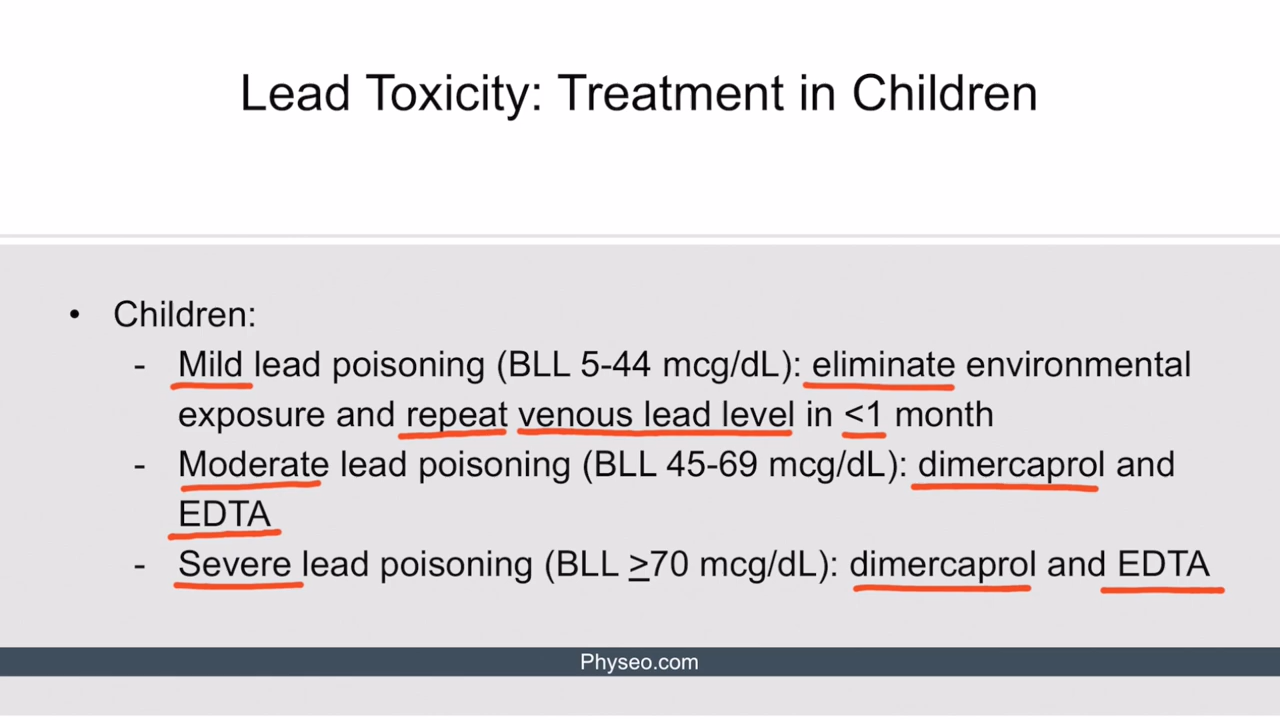 Lead Toxicity: Treatment in Children
• Children:
- Mild lead poisoning (BLL 5-44 mcg/dL): eliminate environmental
exposure and repeat venous lead level in <1 month
- Moderate lead poisoning (BLL 45-69 mcg/dL): dimercaprol and
EDTA
- Severe lead poisoning (BLL >70 mcg/dL): dimercaprol and EDTA
Physeo.com